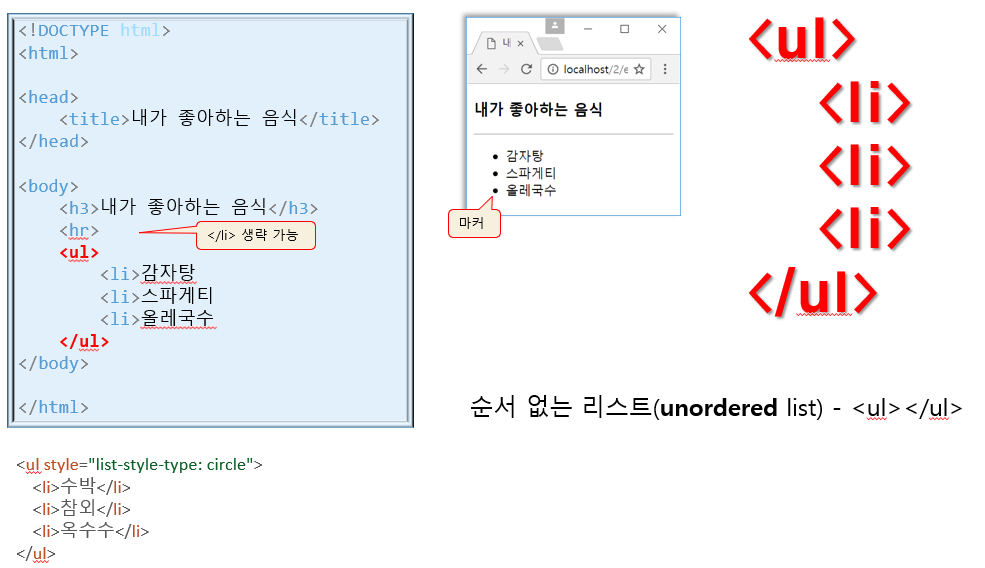 <!DOCTYPE html>
<html>
<head>
<title>내가 좋아하는 음식</title>
</head>
<body>
<h3>내가 좋아하는 음식</h3>
<hr>
</li> 생략 가능
<ul>
<li>감자탕
<li>스파게티
<li>올레국수
</ul>
</body>
</html>
내
localhost/2/e
내가 좋아하는 음식
감자탕
스파게티
올레국수
마커
<ul>
<li>
<li>
<li>
</ul>
순서 없는 리스트(unordered list) - <ul></ul>
<ul style="list-style-type: circle">
<li>수박</li>
<li>참외</li>
<li>옥수수</li>
</ul>